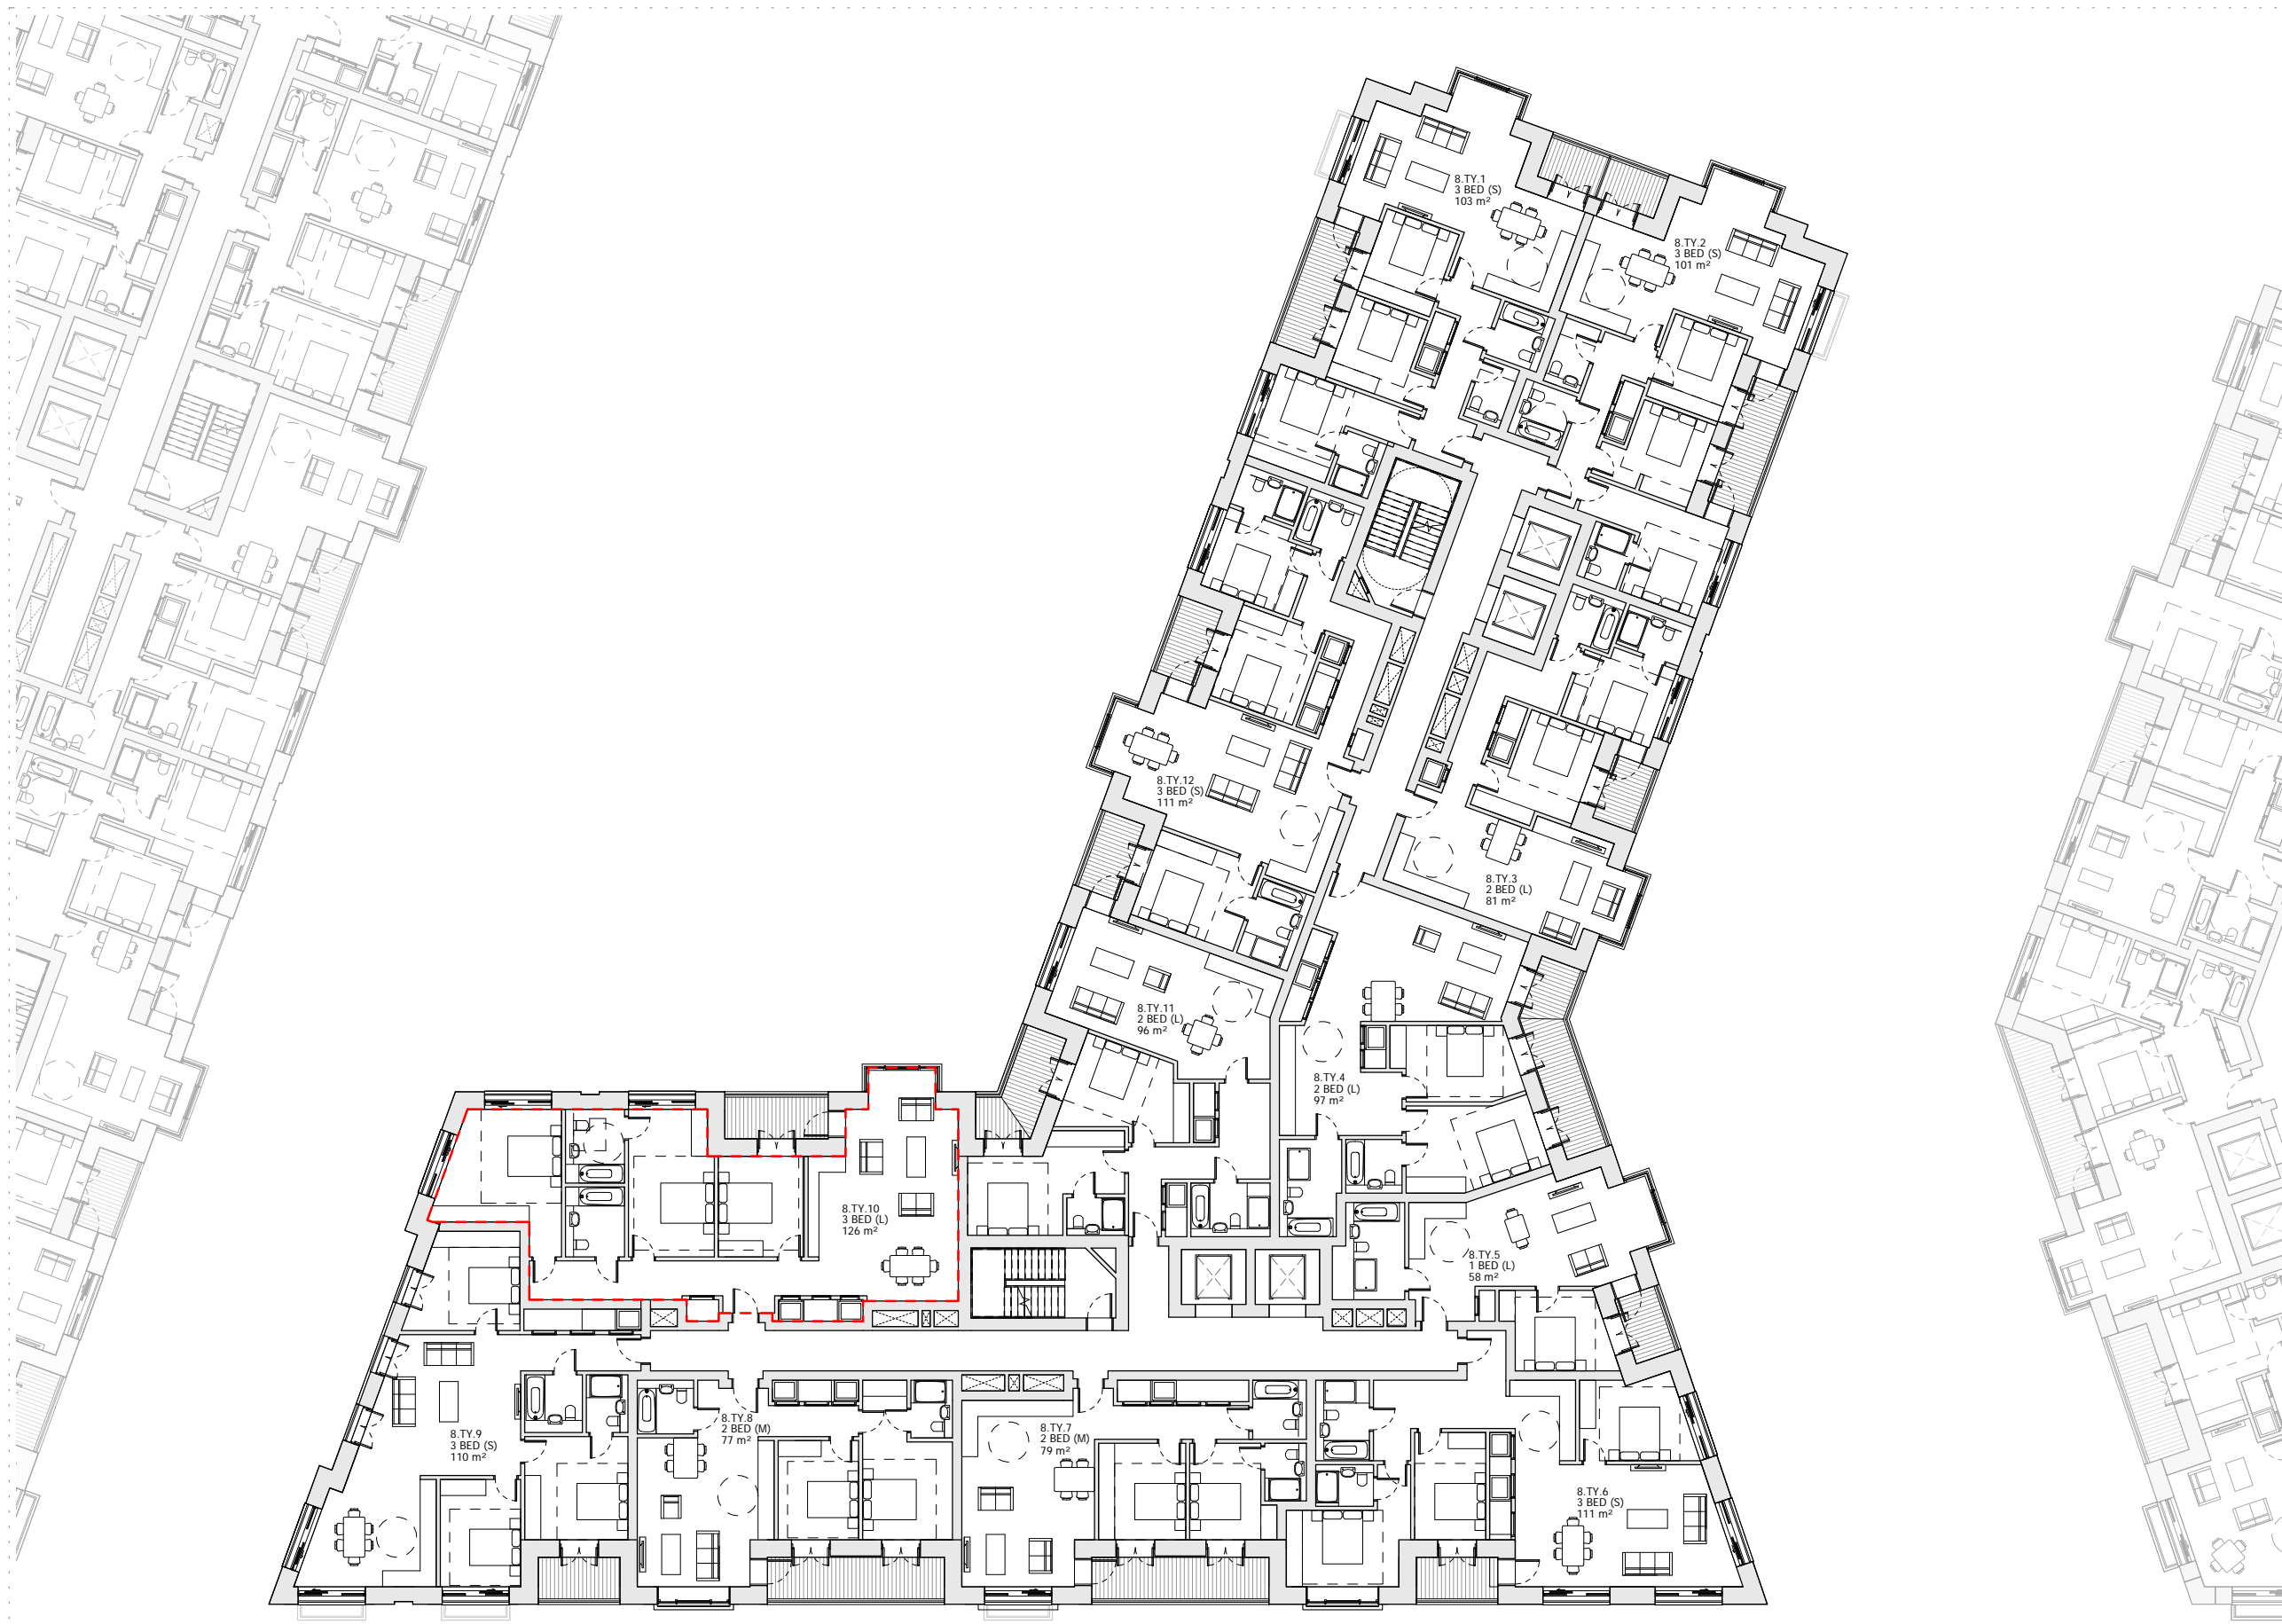 8.TY.1
3 BED (S)
103 m²
8.TY.2
3 BED (S)
101 m²
8.TY.12
3 BED (S)
111 m²
8.TY.3
2 BED (L)
81 m²
8.TY.11
2 BED (L)
96 m²
8.TY.4
2 BED (L)
97 m²
8.TY.10
3 BED (L)
126 m²
8.TY.5
1 BED (L)
58 m²
8.TY.9
3 BED (S)
110 m²
8.TY.8
2 BED (M)
77 m²
8.TY.7
2 BED (M)
79 m²
8.TY.6
3 BED (S)
111 m²